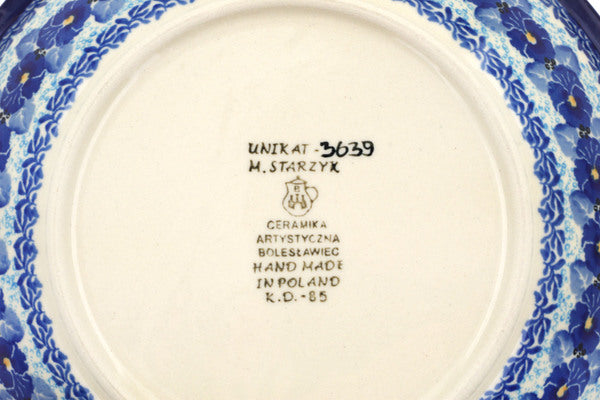 UNIKAT-3639
M. STARZYK
CERAMIKA
ARTYSTYCZNA
BOLESŁAWIEC
HAND MADE
IN POLAND
K.D.-85